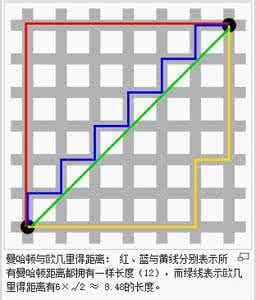 曼哈顿与欧几里得距离： 红、蓝与黄线分别表示所
有曼哈顿距离都拥有一样长度（12），而绿线表示欧几
里得距离有6×√2 ≈ 8.48的长度。